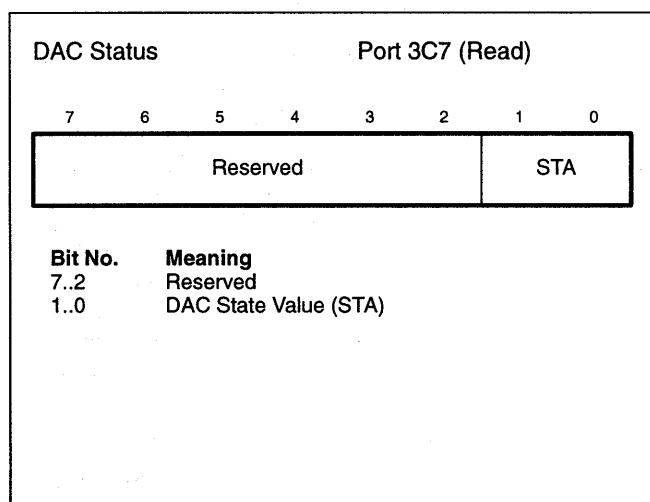 DAC Status Port 3C7 (Read)
7 6 5 4 3 2 1 0
Reserved STA
Bit No. Meaning
7..2 Reserved
1..0 DAC State Value (STA)